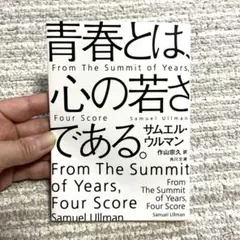 青春とは、
From The Summit of Years,
心の若さ
Four Score
Samuel Ullman
である。
サムエル・
ウルマン
作山宗久 訳
角川文庫
From The Summit
of Years,
Four Score
Samuel Ullman
From
The Summit
of Years,
Four Score
Samuel Ullman